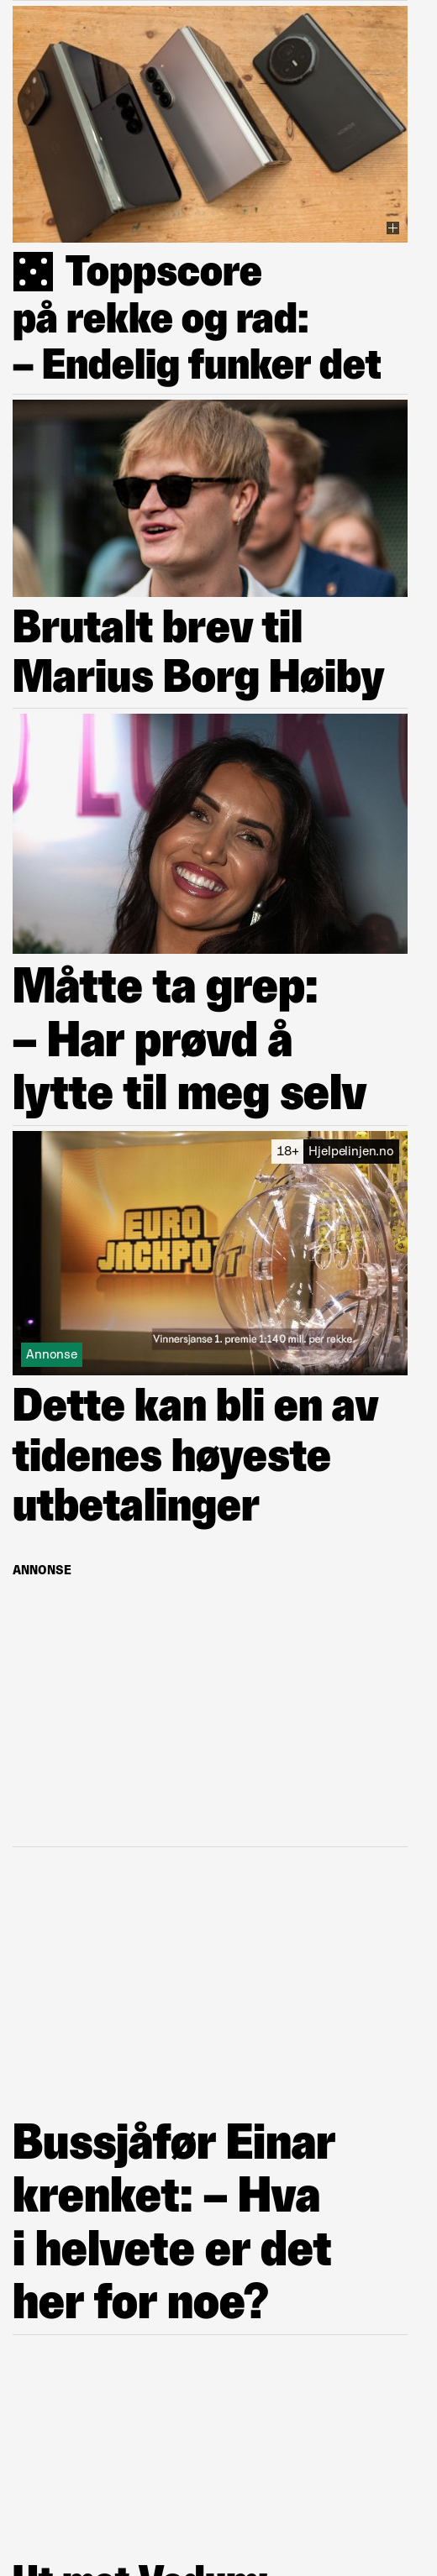 HONOR
Toppscore
på rekke og rad:
– Endelig funker det
Brutalt brev til
Marius Borg Høiby
Måtte ta grep:
– Har prøvd å
lytte til meg selv
18+ Hjelpelinjen.no
EURO
JACKPOT
Vinnersjanse 1. premie 1:140 mill. per rekke.
Annonse
Dette kan bli en av
tidenes høyeste
utbetalinger
ANNONSE
Bussjåfør Einar
krenket: – Hva
i helvete er det
her for noe?